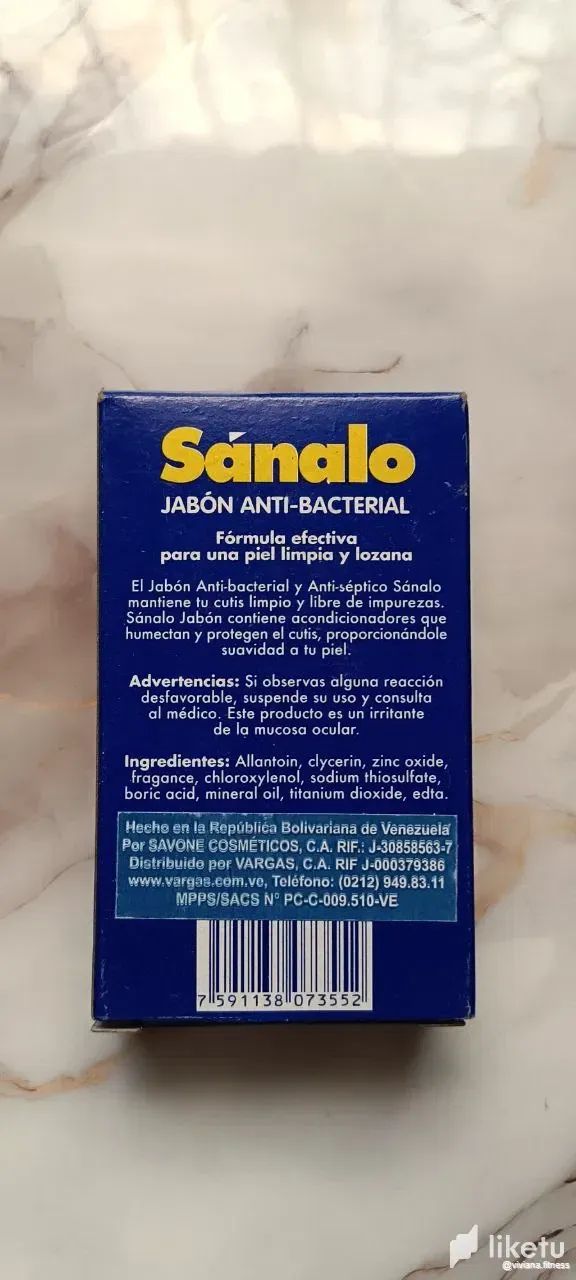 Sánalo
JABÓN ANTI-BACTERIAL
Fórmula efectiva
para una piel limpia y lozana
El Jabón Anti-bacterial y Anti-séptico Sánalo
mantiene tu cutis limpio y libre de impurezas.
Sánalo Jabón contiene acondicionadores que
humectan y protegen el cutis, proporcionándole
suavidad a tu piel.
Advertencias: Si observas alguna reacción
desfavorable, suspende su uso y consulta
al médico. Este producto es un irritante
de la mucosa ocular.
Ingredientes: Allantoin, clycerin, zinc oxide,
fragance, chloroxylenol, sodium thiosulfate,
boric acid, mineral oil, titanium dioxide, edta.
Hecho en la República Bolivariana de Venezuela
Por SAVONE COSMÉTICOS, C.A. RIF.: J-30858563-7
Distribuido por VARGAS, C.A. RIF J-000379386
www.vargas.com.ve, Teléfono: (0212) 949.83.11
MPPS/SACS N° PC-C-009.510-VE
7 591138 073552
liketu
@viviana.fitness